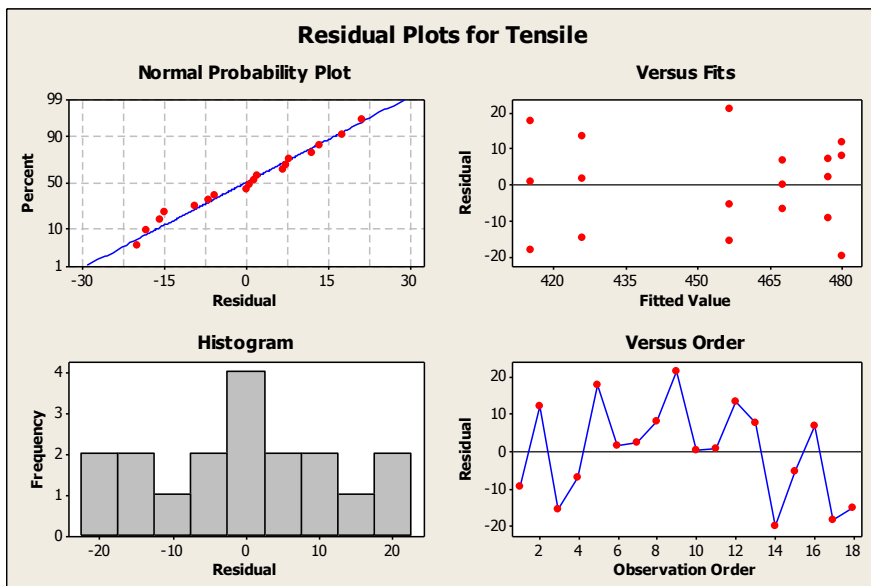 Residual Plots for Tensile
Normal Probability Plot
99
90
50
10
1
Percent
-30 -15 0 15 30
Residual
Versus Fits
20
10
0
-10
-20
Residual
420 435 450 465 480
Fitted Value
Histogram
4
3
2
1
0
Frequency
-20 -10 0 10 20
Residual
Versus Order
20
10
0
-10
-20
Residual
2 4 6 8 10 12 14 16 18
Observation Order